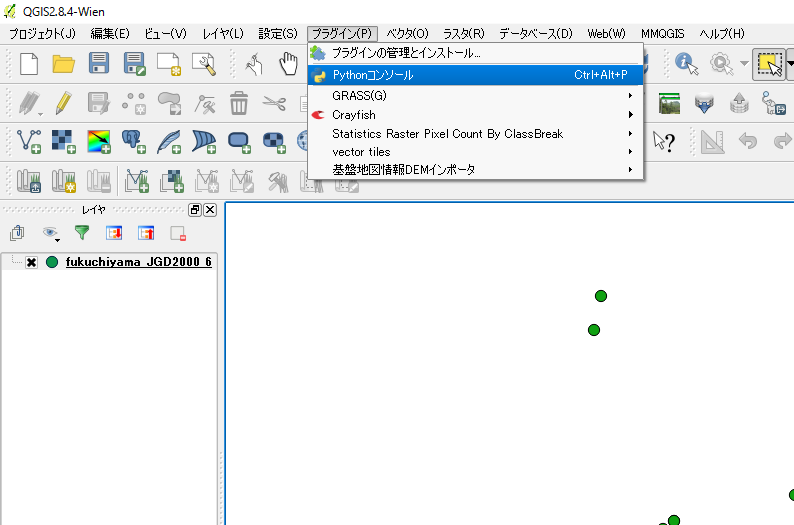 QGIS2.8.4-Wien
プロジェクト(J) 編集(E) ビュー(V) レイヤ(L) 設定(S) プラグイン(P) ベクタ(O) ラスタ(R) データベース(D) Web(W) MMQGIS ヘルプ(H)
プラグインの管理とインストール...
Pythonコンソール Ctrl+Alt+P
GRASS(G)
Crayfish
Statistics Raster Pixel Count By ClassBreak
vector tiles
基盤地図情報DEMインポータ
レイヤ
fukuchiyama_JGD2000_6